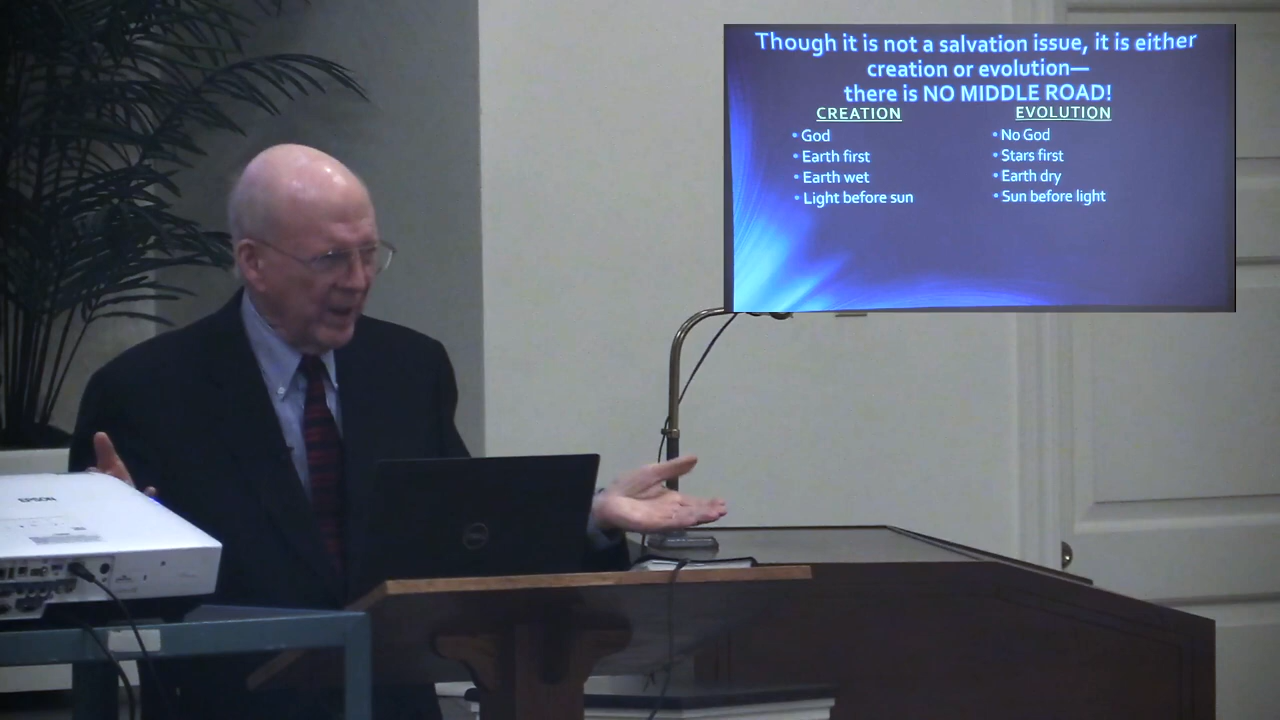 Though it is not a salvation issue, it is either
creation or evolution—
there is NO MIDDLE ROAD!
CREATION
• God
• Earth first
• Earth wet
• Light before sun
EVOLUTION
• No God
• Stars first
• Earth dry
• Sun before light
EPSON
DELL